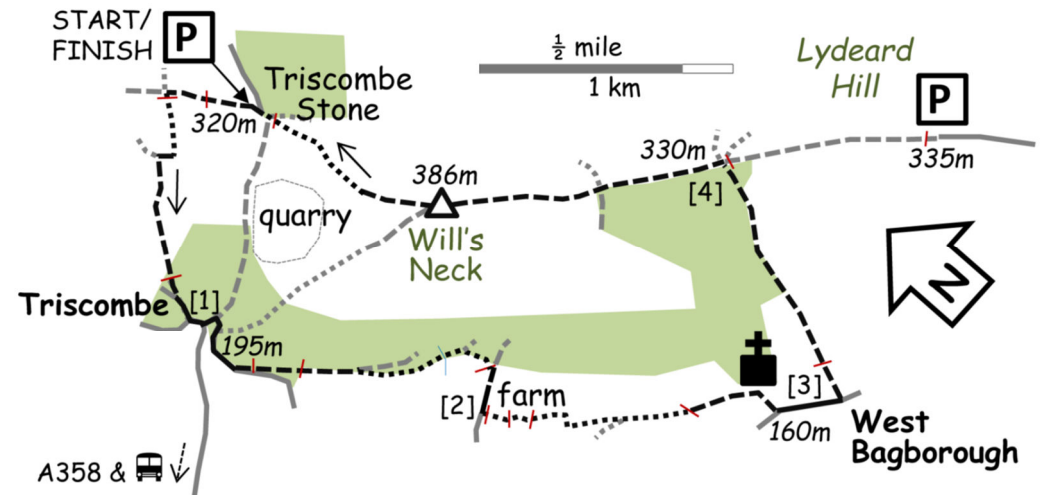 START/
FINISH
P
Triscombe
Stone
½ mile
1 km
Lydeard
Hill
P
320m
330m
335m
386m
[4]
quarry
Will's
Neck
N
Triscombe
[1]
195m
[2]
farm
[3]
160m
West
Bagborough
A358 &